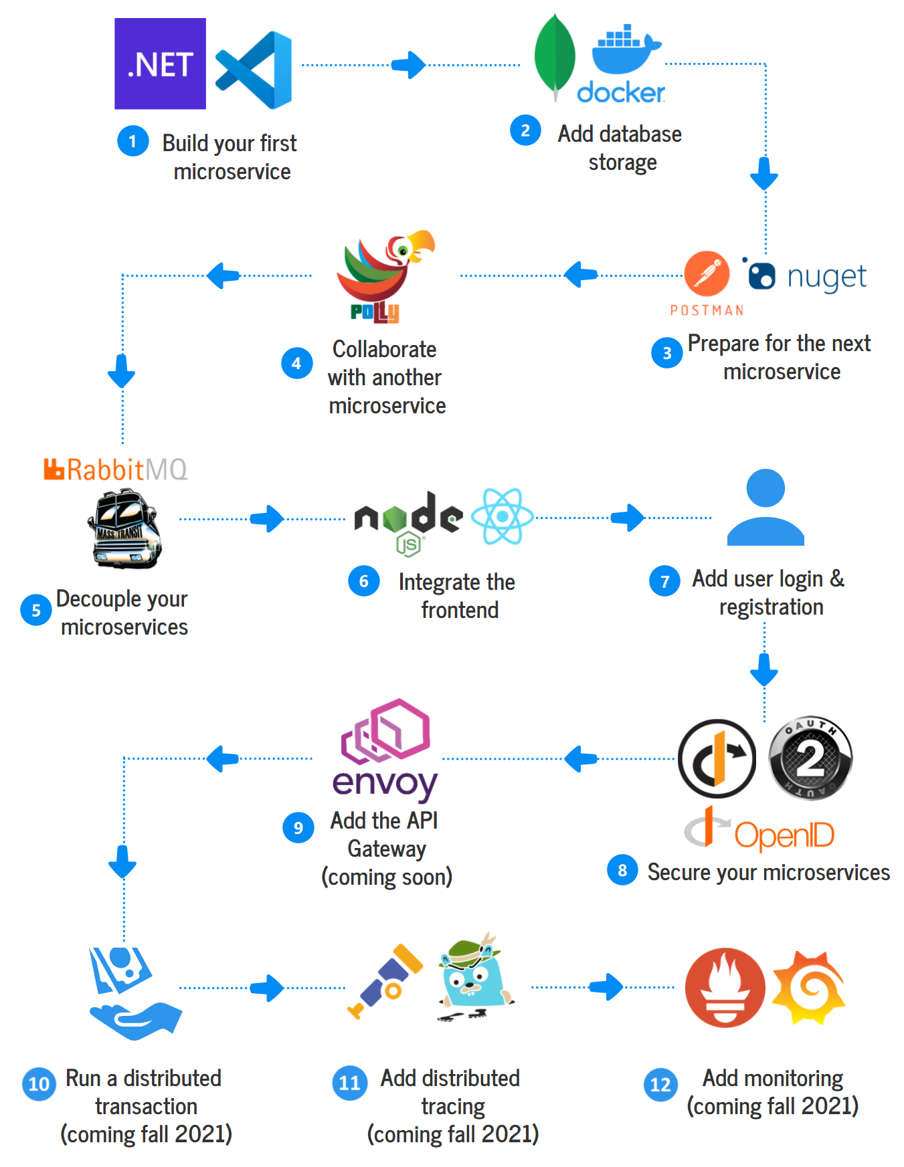 .NET
docker
1
Build your first
microservice
2
Add database
storage
POLLY
POSTMAN
nuget
4
Collaborate
with another
microservice
3
Prepare for the next
microservice
RabbitMQ
MASS TRANSIT
node
JS
5
Decouple your
microservices
6
Integrate the
frontend
7
Add user login &
registration
envoy
OAUTH
2
OAUTH
OpenID
9
Add the API
Gateway
(coming soon)
8
Secure your microservices
10
Run a distributed
transaction
(coming fall 2021)
11
Add distributed
tracing
(coming fall 2021)
12
Add monitoring
(coming fall 2021)